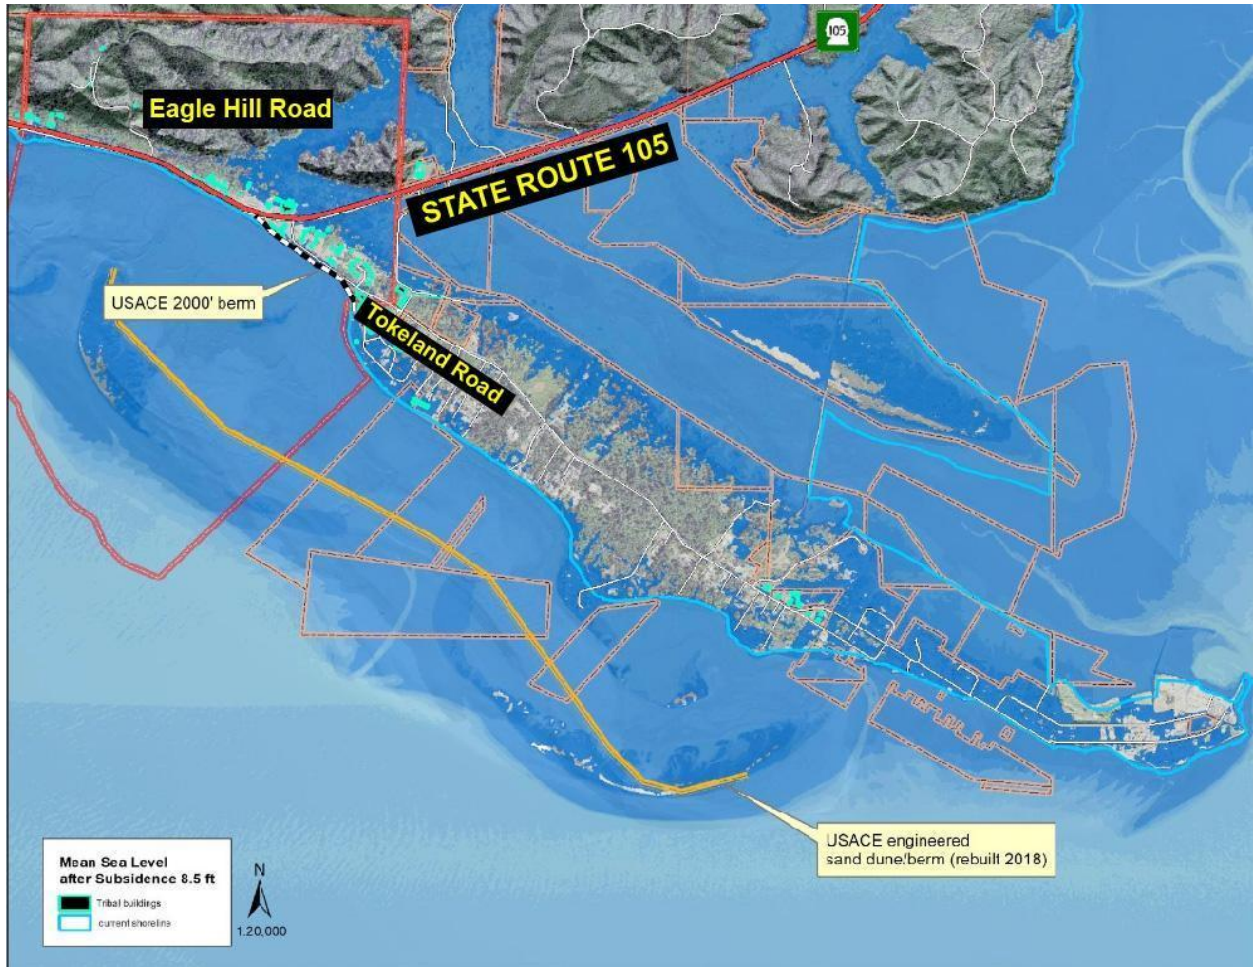 105
Eagle Hill Road
STATE ROUTE 105
USACE 2000' berm
Tokeland Road
USACE engineered
sand dune/berm (rebuilt 2018)
Mean Sea Level
after Subsidence 8.5 ft
Tribal buildings
current shoreline
N
1:20,000